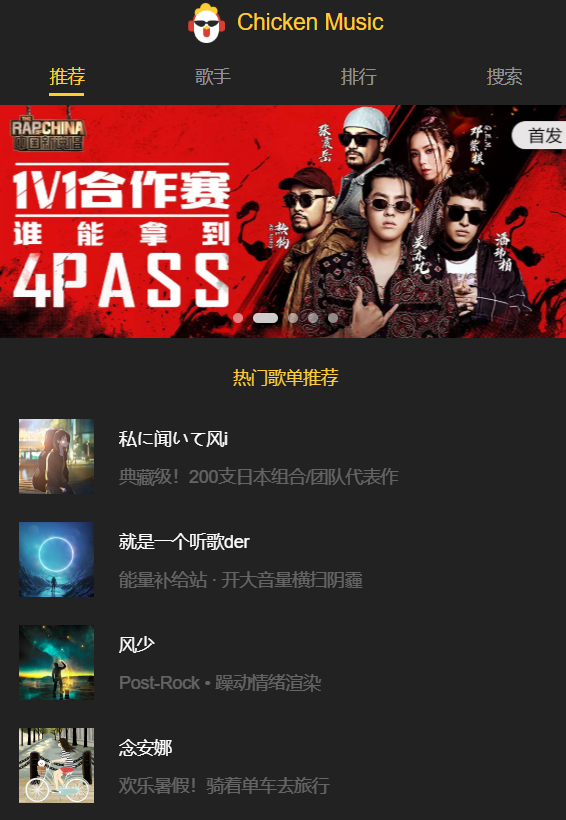 Chicken Music
推荐
歌手
排行
搜索
RAP CHINA
中国新说唱
1V1合作赛
谁能拿到
4PASS
张震岳
邓紫棋
G.E.M.
热狗
吴亦凡
潘玮柏
首发
热门歌单推荐
私に闻いて风i
典藏级！200支日本组合/团队代表作
就是一个听歌der
能量补给站 · 开大音量横扫阴霾
风少
Post-Rock • 躁动情绪渲染
念安娜
欢乐暑假！骑着单车去旅行